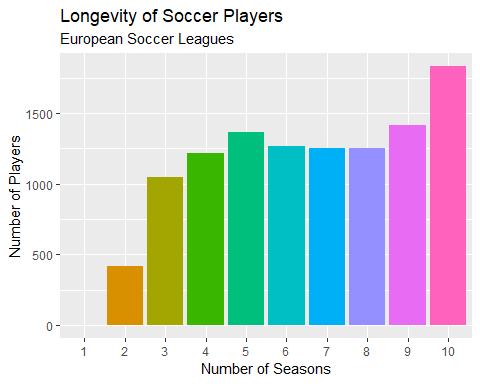 Longevity of Soccer Players
European Soccer Leagues
Number of Players
1500
1000
500
0
1 2 3 4 5 6 7 8 9 10
Number of Seasons